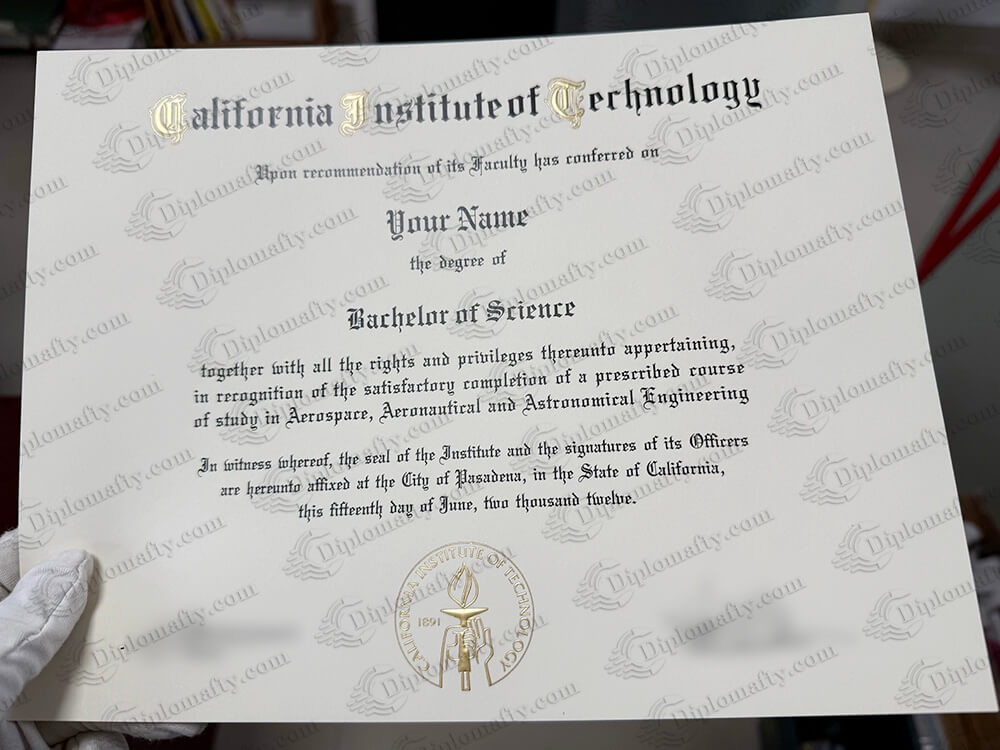 California Institute of Technology
Upon recommendation of its Faculty has conferred on
Your Name
the degree of
Bachelor of Science
together with all the rights and privileges thereunto appertaining,
in recognition of the satisfactory completion of a prescribed course
of study in Aerospace, Aeronautical and Astronomical Engineering
In witness whereof, the seal of the Institute and the signatures of its Officers
are hereunto affixed at the City of Pasadena, in the State of California,
this fifteenth day of June, two thousand twelve.
CALIFORNIA INSTITUTE OF TECHNOLOGY
1891
Diplomafty.com